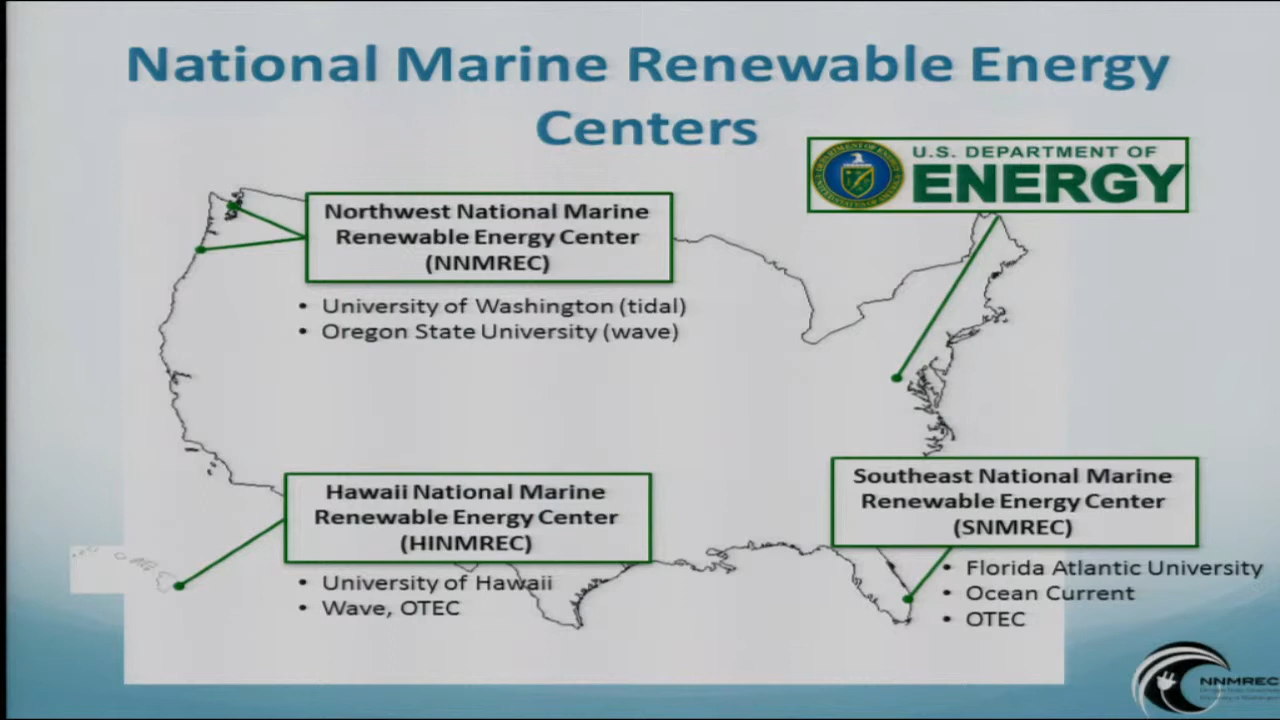 National Marine Renewable Energy
Centers
U.S. DEPARTMENT OF
ENERGY
Northwest National Marine
Renewable Energy Center
(NNMREC)
• University of Washington (tidal)
• Oregon State University (wave)
Hawaii National Marine
Renewable Energy Center
(HINMREC)
• University of Hawaii
• Wave, OTEC
Southeast National Marine
Renewable Energy Center
(SNMREC)
• Florida Atlantic University
• Ocean Current
• OTEC
NNMREC